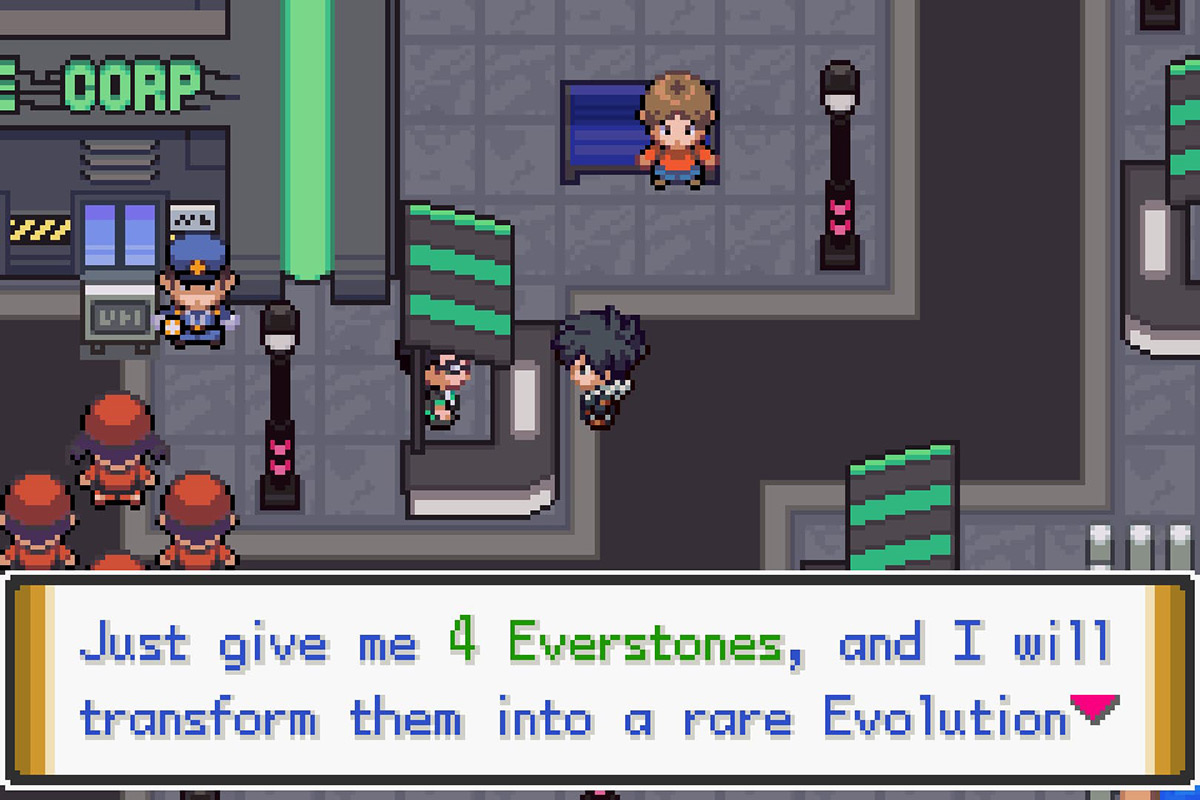 E CORP
Just give me 4 Everstones, and I will
transform them into a rare Evolution